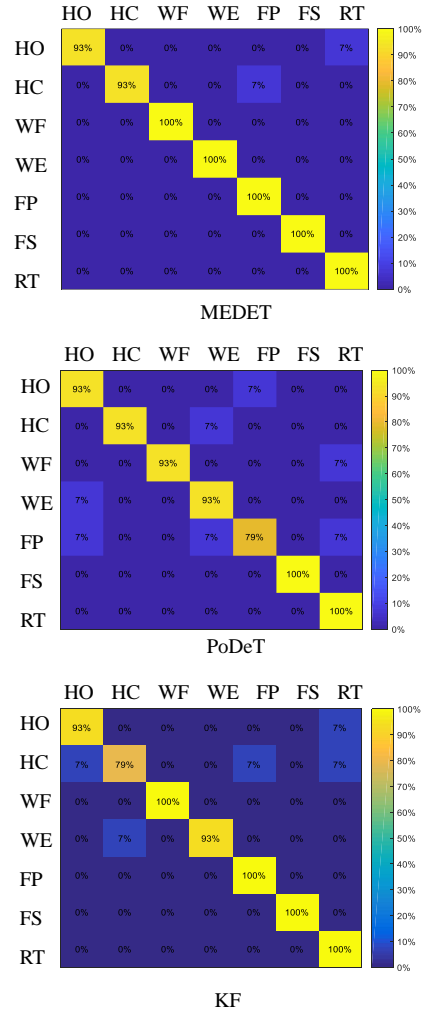 HO HC WF WE FP FS RT
HO 93% 0% 0% 0% 0% 0% 7%
HC 0% 93% 0% 0% 7% 0% 0%
WF 0% 0% 100% 0% 0% 0% 0%
WE 0% 0% 0% 100% 0% 0% 0%
FP 0% 0% 0% 0% 100% 0% 0%
FS 0% 0% 0% 0% 0% 100% 0%
RT 0% 0% 0% 0% 0% 0% 100%
100%
90%
80%
70%
60%
50%
40%
30%
20%
10%
0%
MEDET
HO HC WF WE FP FS RT
HO 93% 0% 0% 0% 7% 0% 0%
HC 0% 93% 0% 7% 0% 0% 0%
WF 0% 0% 93% 0% 0% 0% 7%
WE 7% 0% 0% 93% 0% 0% 0%
FP 7% 0% 0% 7% 79% 0% 7%
FS 0% 0% 0% 0% 0% 100% 0%
RT 0% 0% 0% 0% 0% 0% 100%
100%
90%
80%
70%
60%
50%
40%
30%
20%
10%
0%
PoDeT
HO HC WF WE FP FS RT
HO 93% 0% 0% 0% 0% 0% 7%
HC 7% 79% 0% 0% 7% 0% 7%
WF 0% 0% 100% 0% 0% 0% 0%
WE 0% 7% 0% 93% 0% 0% 0%
FP 0% 0% 0% 0% 100% 0% 0%
FS 0% 0% 0% 0% 0% 100% 0%
RT 0% 0% 0% 0% 0% 0% 100%
100%
90%
80%
70%
60%
50%
40%
30%
20%
10%
0%
KF